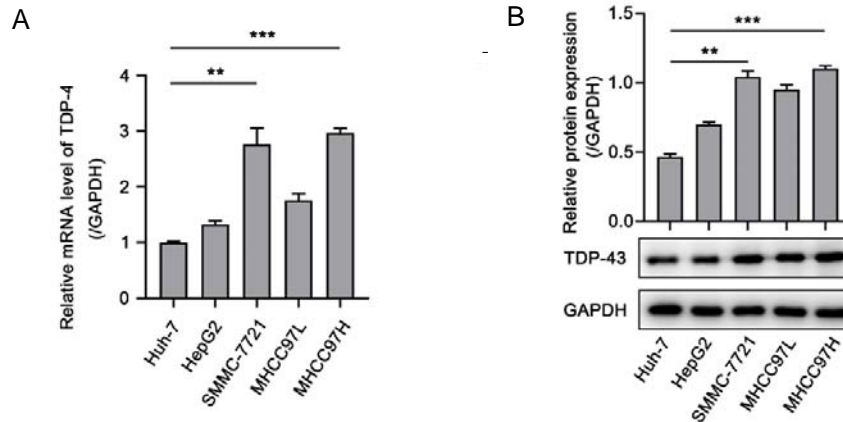 A
Relative mRNA level of TDP-4
(/GAPDH)
4
3
2
1
0
**
***
Huh-7
HepG2
SMMC-7721
MHCC97L
MHCC97H
B
Relative protein expression
(/GAPDH)
1.5
1.0
0.5
0.0
**
***
TDP-43
GAPDH
Huh-7
HepG2
SMMC-7721
MHCC97L
MHCC97H